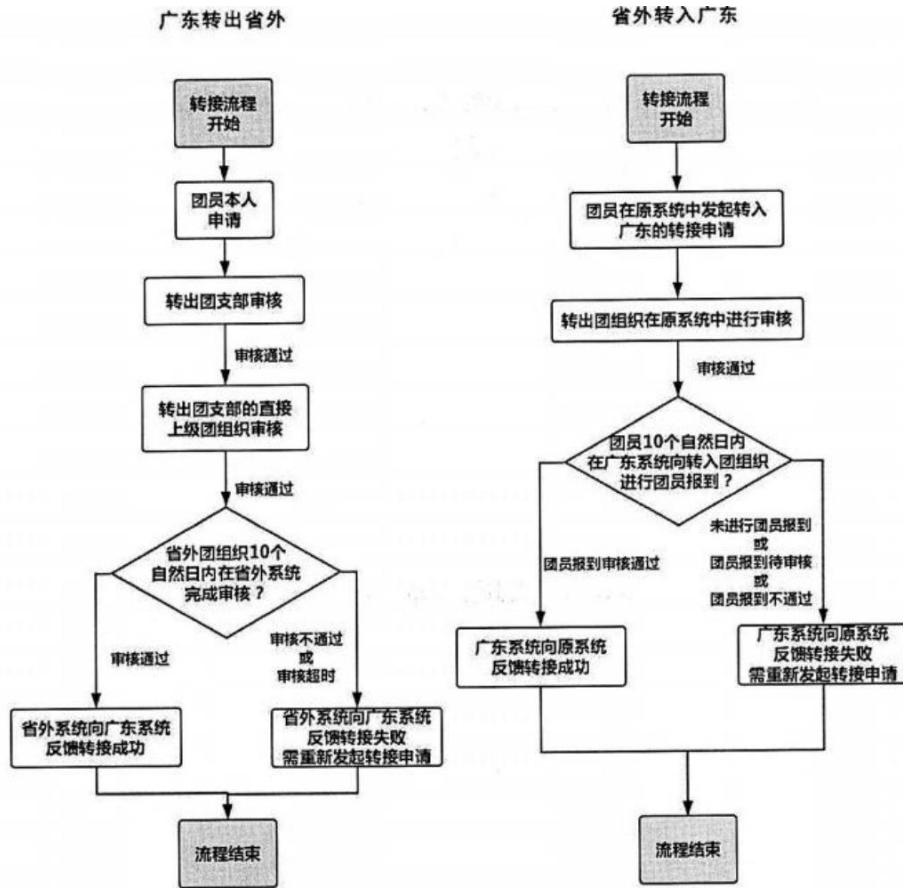 广东转出省外
转接流程
开始
团员本人
申请
转出团支部审核
审核通过
转出团支部的直接
上级团组织审核
审核通过
省外团组织10个
自然日内在省外系统
完成审核？
审核通过
审核不通过
或
审核超时
省外系统向广东系统
反馈转接成功
省外系统向广东系统
反馈转接失败
需重新发起转接申请
流程结束
省外转入广东
转接流程
开始
团员在原系统中发起转入
广东的转接申请
转出团组织在原系统中进行审核
审核通过
团员10个自然日内
在广东系统向转入团组织
进行团员报到？
团员报到审核通过
未进行团员报到
或
团员报到待审核
或
团员报到不通过
广东系统向原系统
反馈转接成功
广东系统向原系统
反馈转接失败
需重新发起转接申请
流程结束